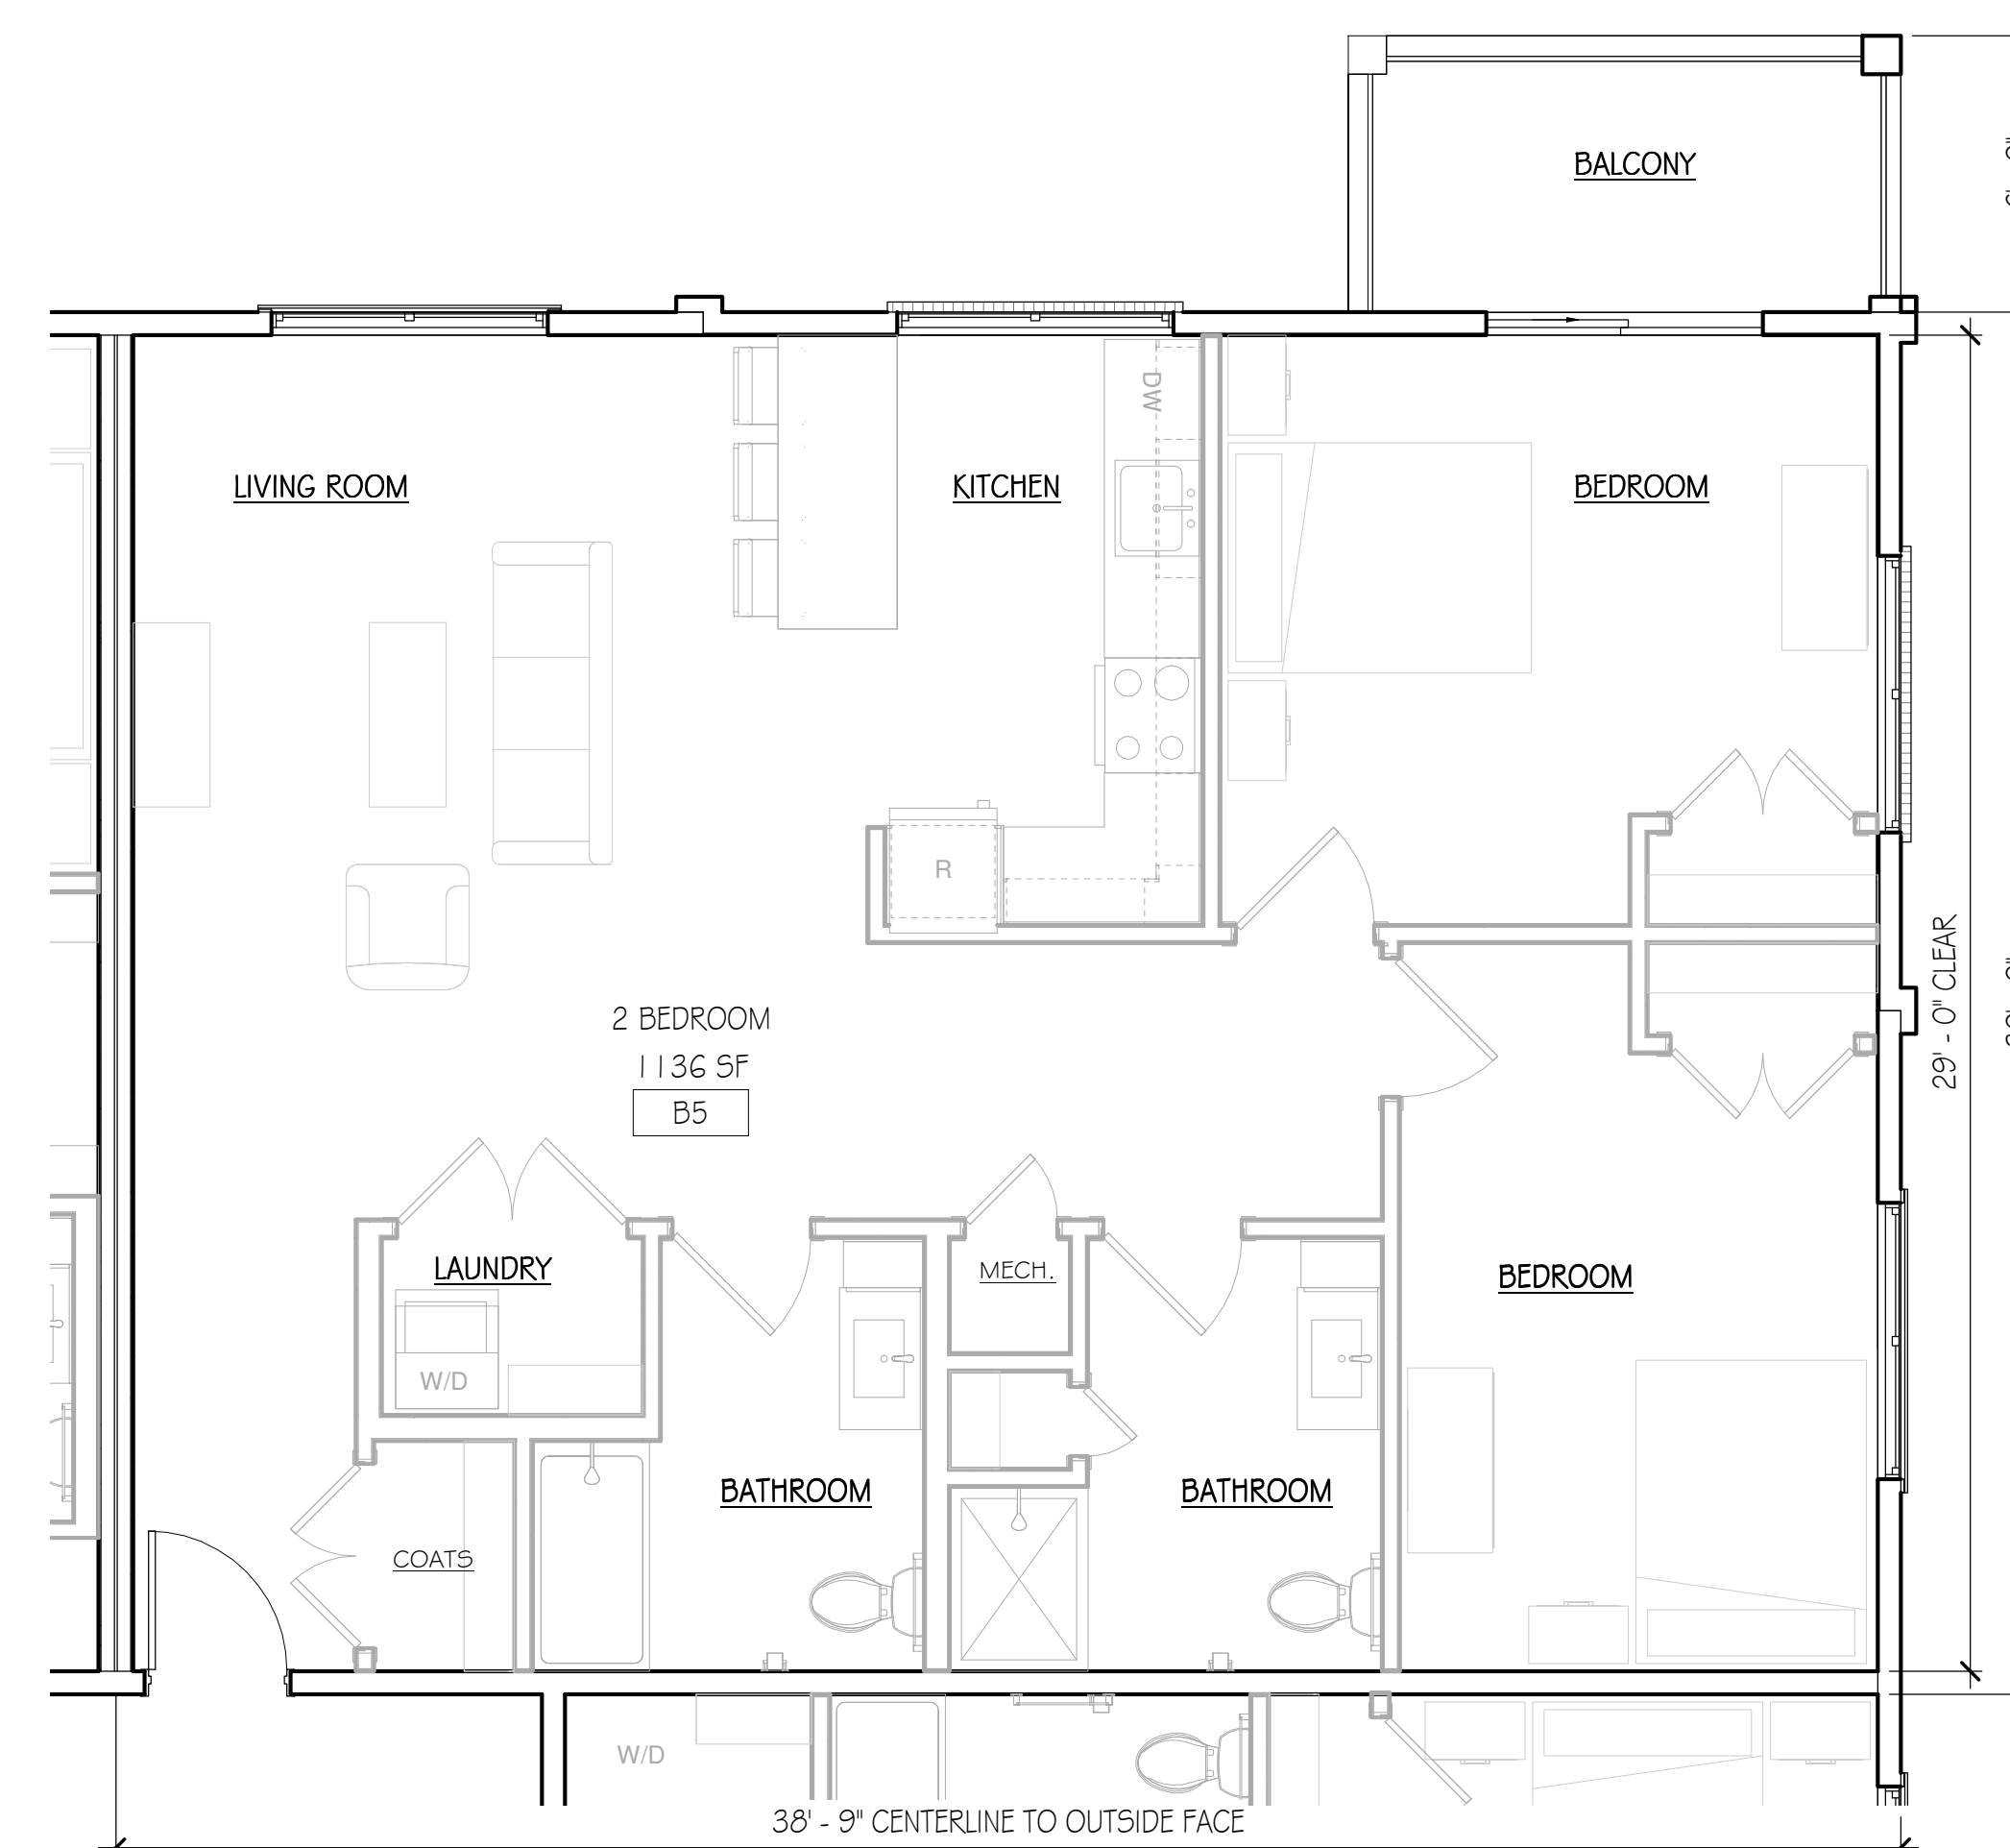 BALCONY
LIVING ROOM
KITCHEN
DW
BEDROOM
R
2 BEDROOM
1136 SF
B5
29' - 0" CLEAR
LAUNDRY
MECH.
BEDROOM
W/D
BATHROOM
BATHROOM
COATS
W/D
38' - 9" CENTERLINE TO OUTSIDE FACE